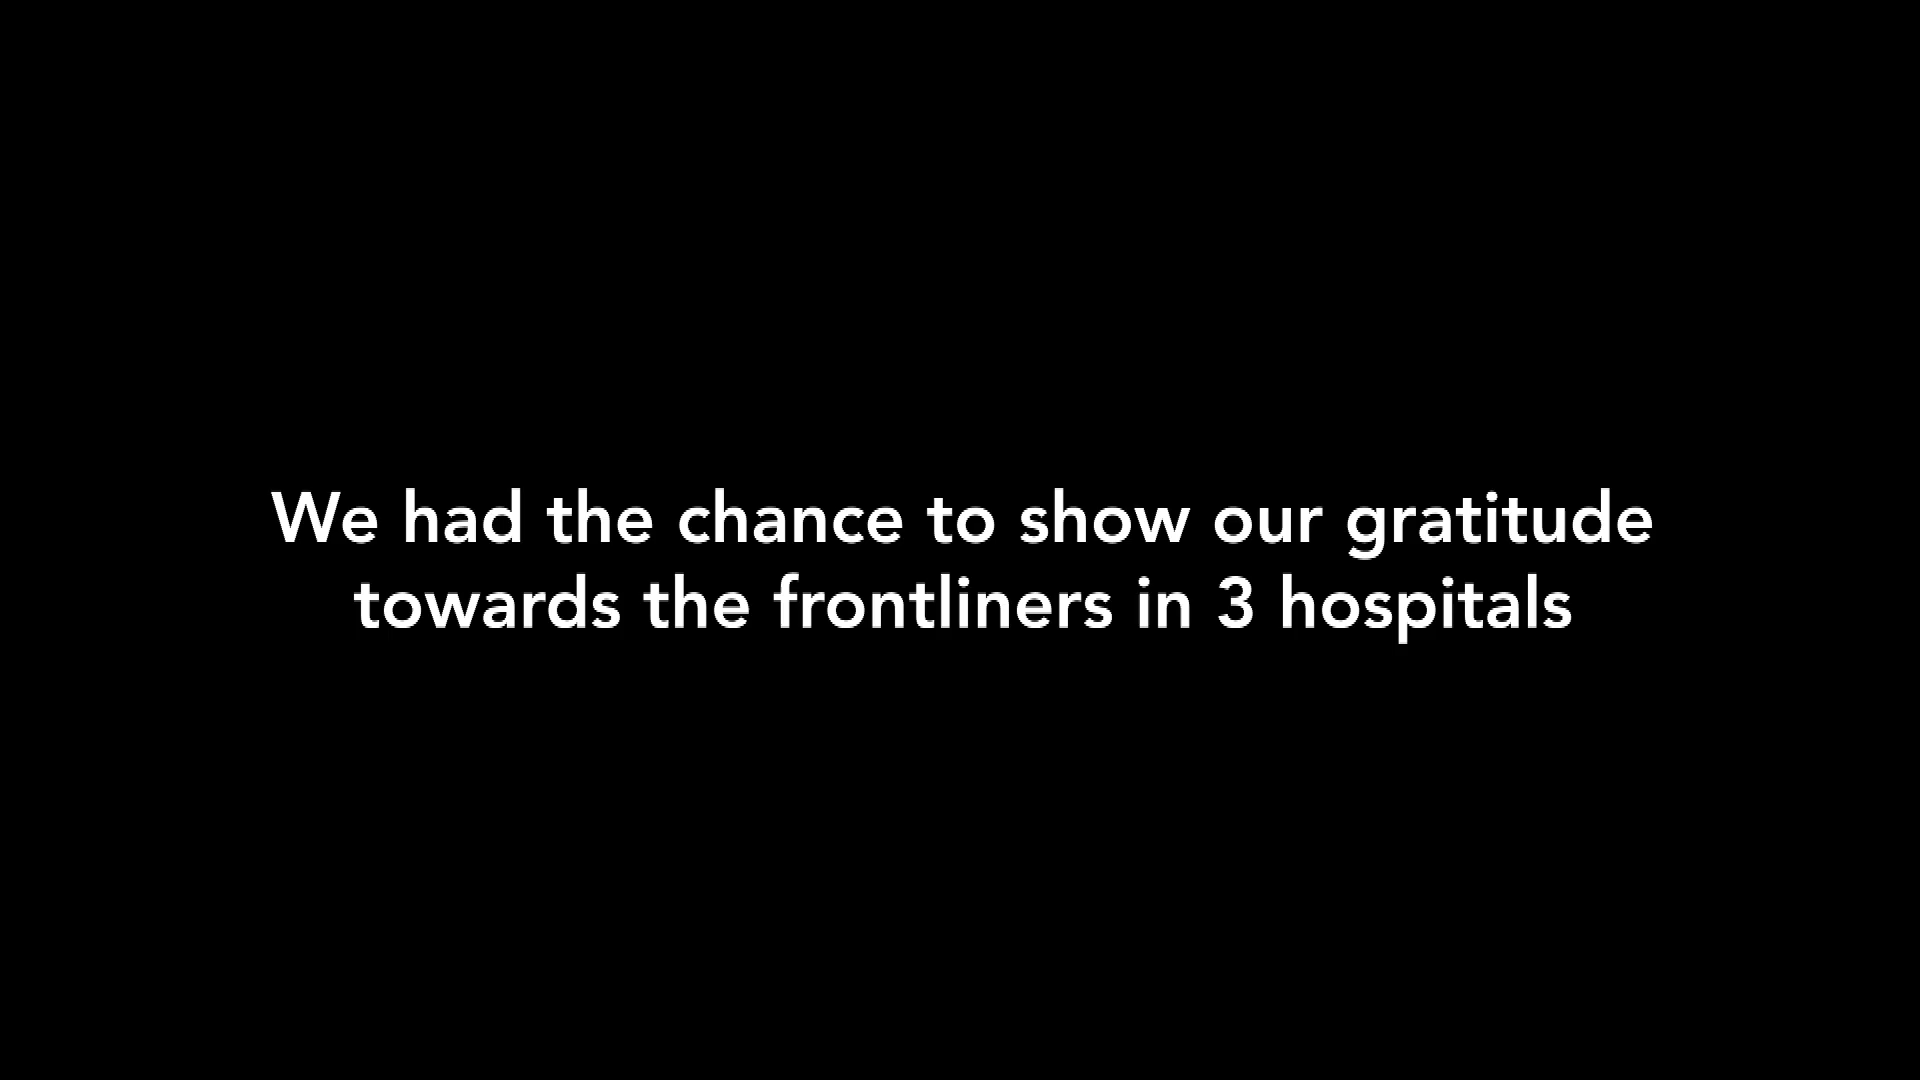 We had the chance to show our gratitude
towards the frontliners in 3 hospitals